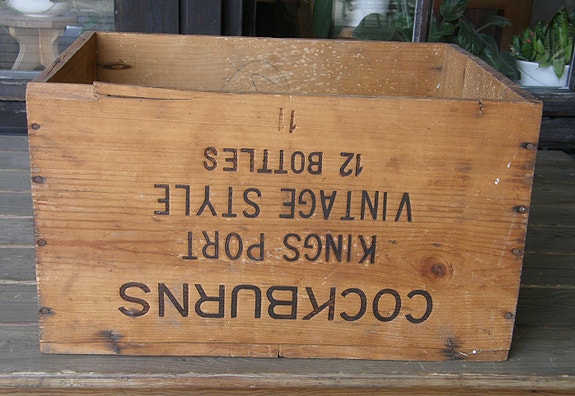 COCKBURNS
KINGS PORT
VINTAGE STYLE
12 BOTTLES
11